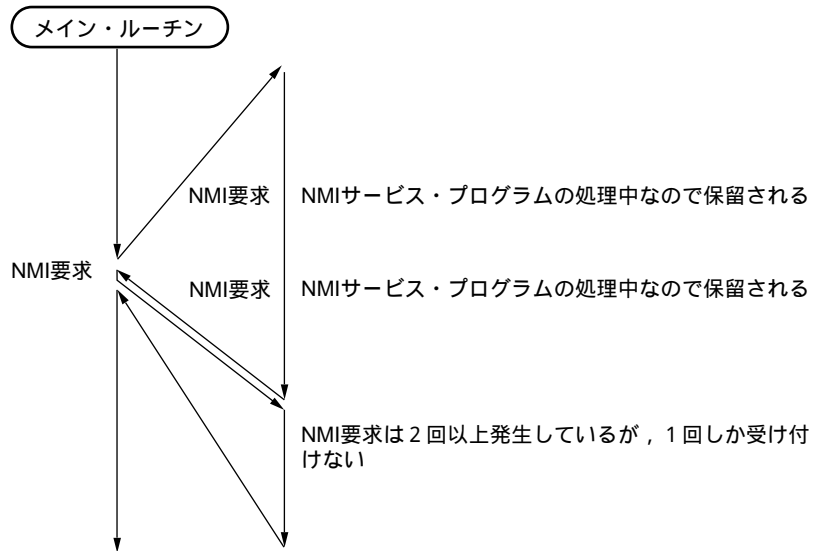 メイン・ルーチン
NMI要求 NMIサービス・プログラムの処理中なので保留される
NMI要求
NMI要求 NMIサービス・プログラムの処理中なので保留される
NMI要求は2回以上発生しているが，1回しか受け付
けない